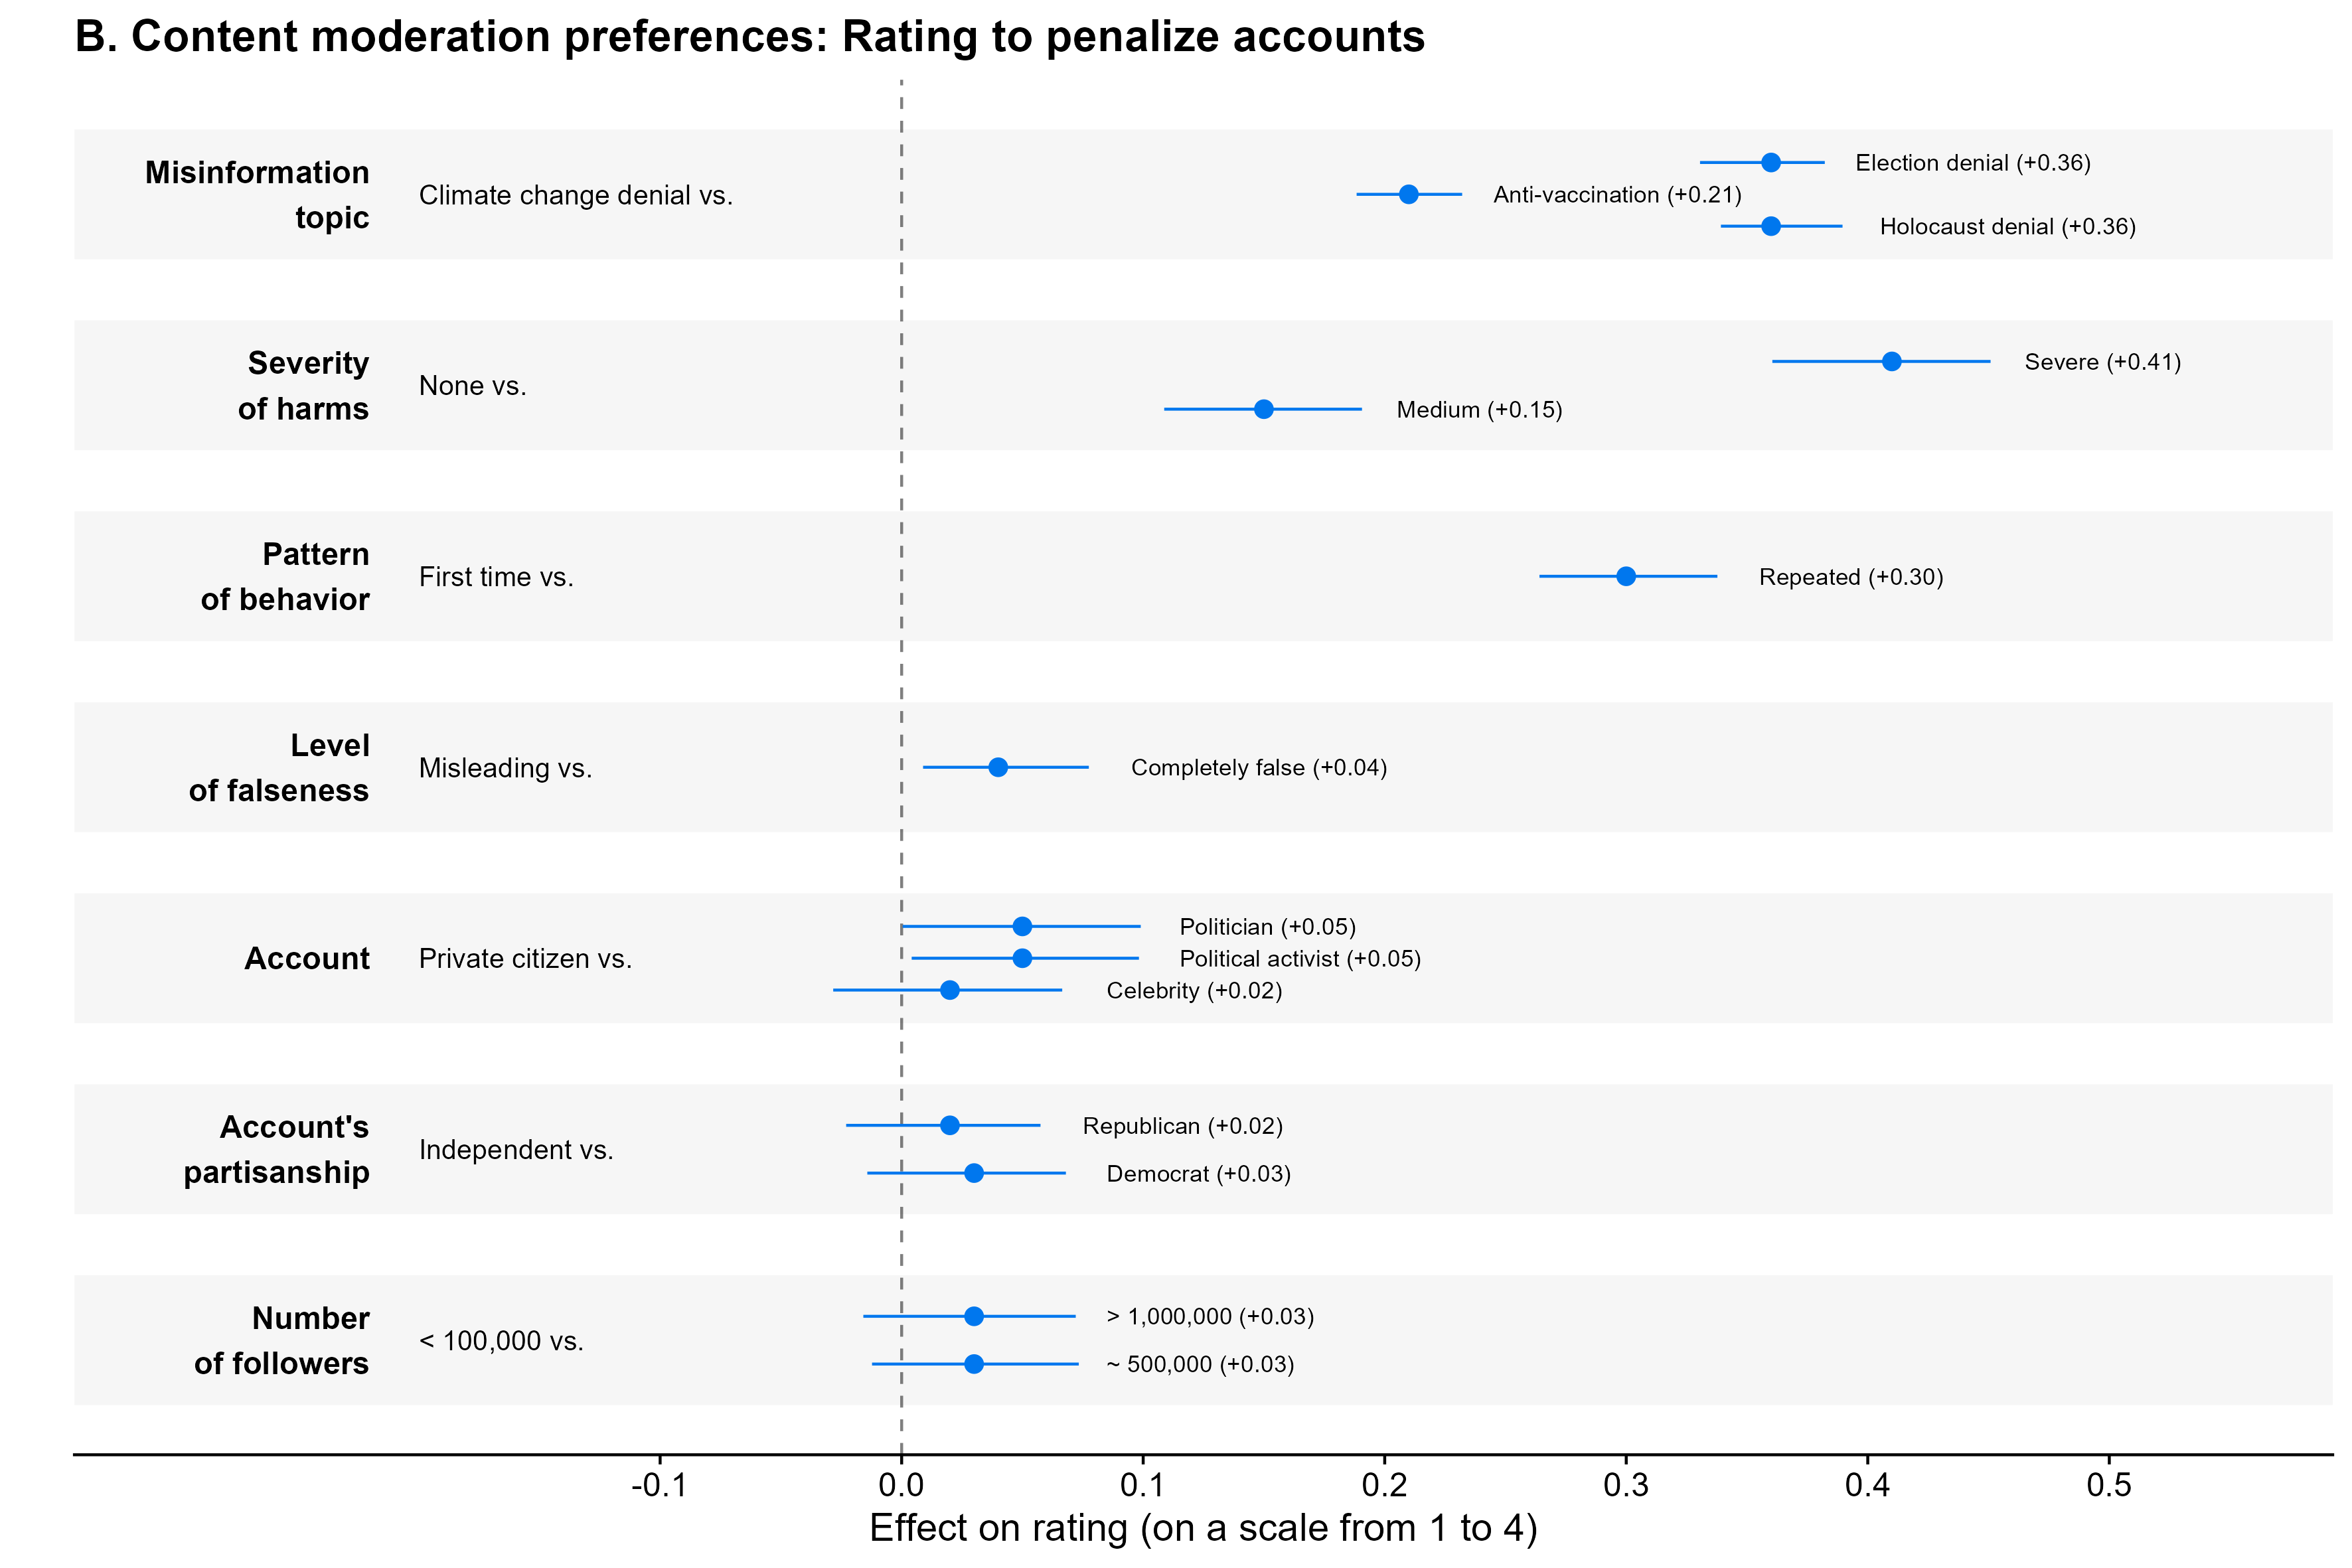 B. Content moderation preferences: Rating to penalize accounts
Misinformation
topic
Climate change denial vs.
Election denial (+0.36)
Anti-vaccination (+0.21)
Holocaust denial (+0.36)
Severity
of harms
None vs.
Severe (+0.41)
Medium (+0.15)
Pattern
of behavior
First time vs.
Repeated (+0.30)
Level
of falseness
Misleading vs.
Completely false (+0.04)
Account
Private citizen vs.
Politician (+0.05)
Political activist (+0.05)
Celebrity (+0.02)
Account's
partisanship
Independent vs.
Republican (+0.02)
Democrat (+0.03)
Number
of followers
< 100,000 vs.
> 1,000,000 (+0.03)
~ 500,000 (+0.03)
-0.1 0.0 0.1 0.2 0.3 0.4 0.5
Effect on rating (on a scale from 1 to 4)